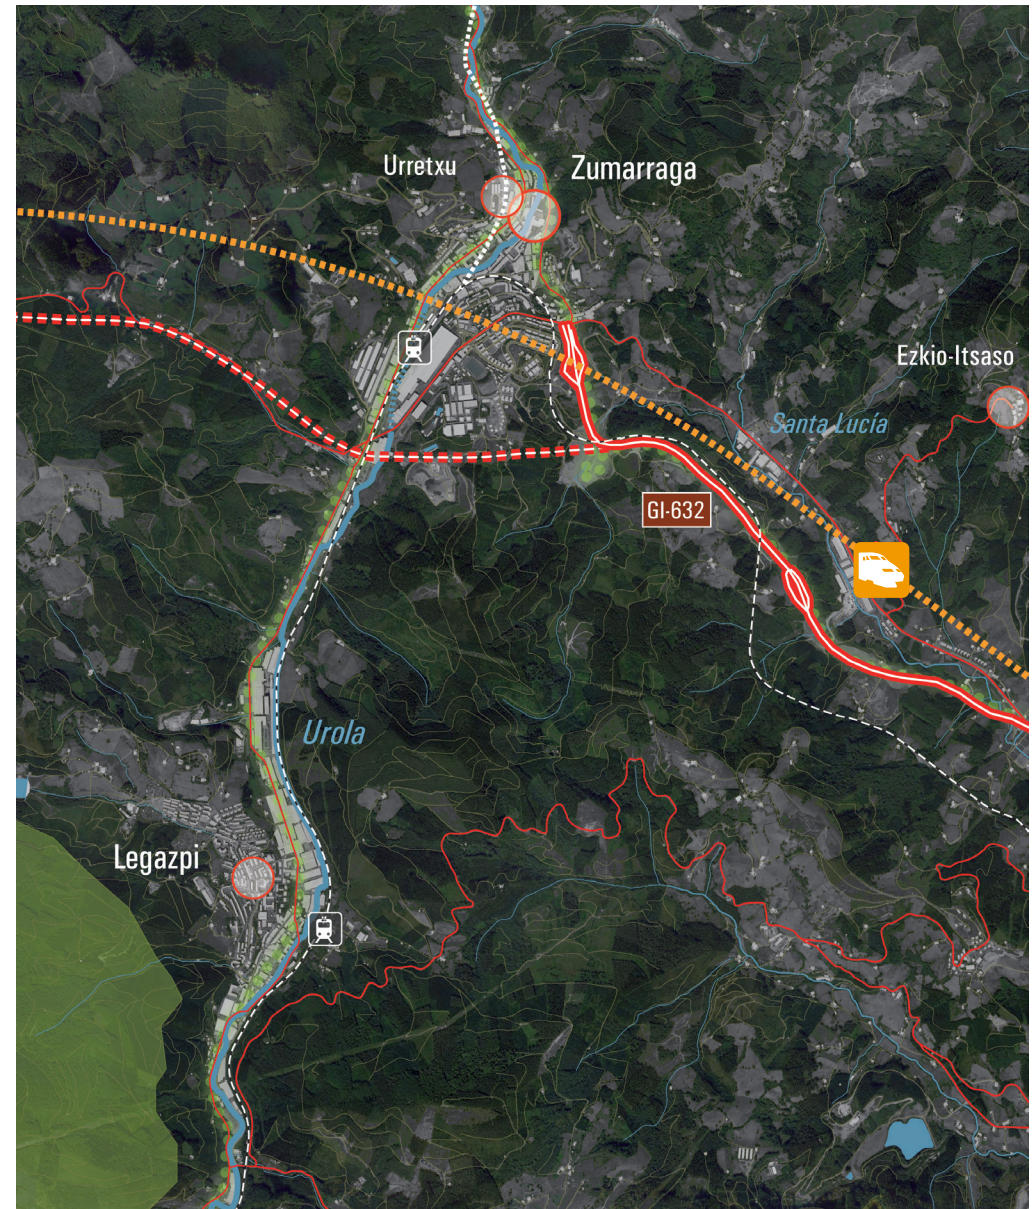 Urretxu
Zumarraga
Ezkio-Itsaso
Santa Lucía
GI-632
Urola
Legazpi